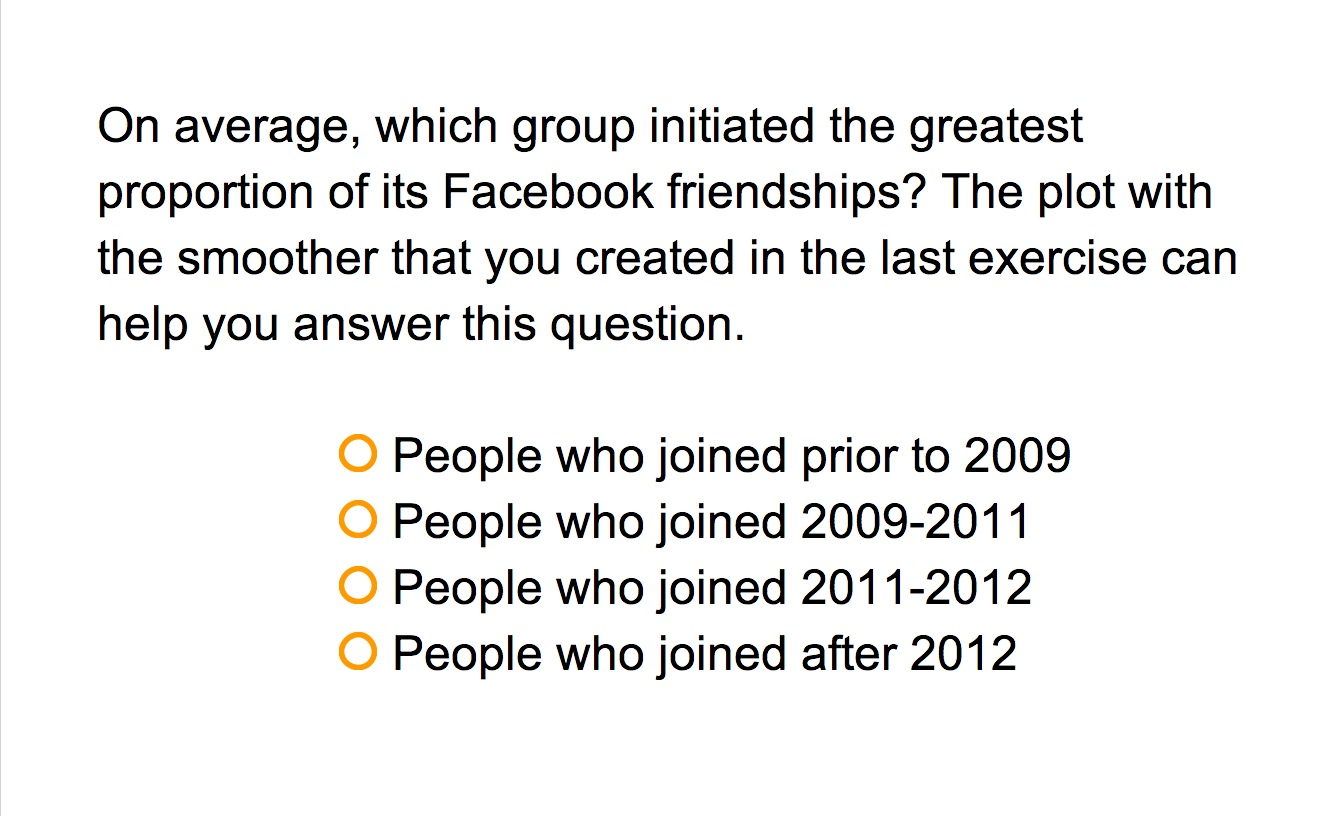 On average, which group initiated the greatest
proportion of its Facebook friendships? The plot with
the smoother that you created in the last exercise can
help you answer this question.
People who joined prior to 2009
People who joined 2009-2011
People who joined 2011-2012
People who joined after 2012